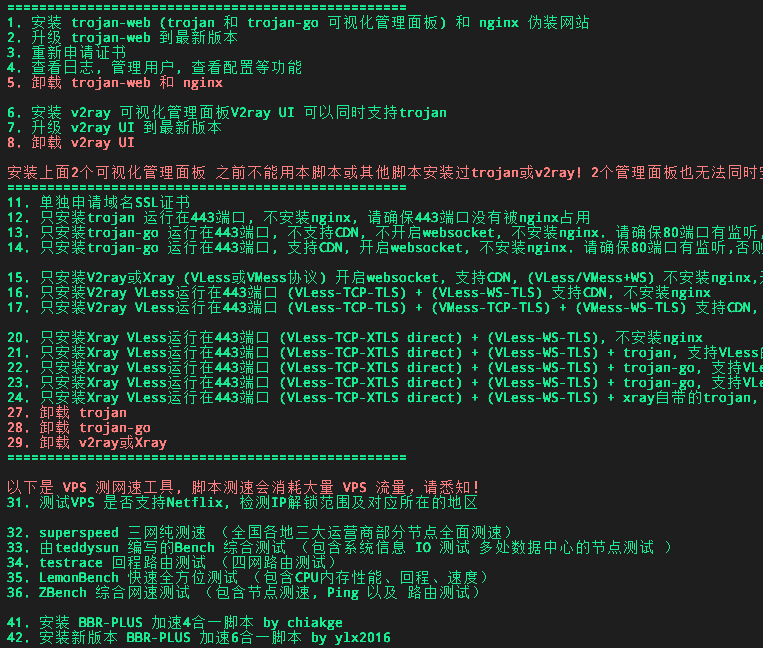 ==================================================
1. 安装 trojan-web (trojan 和 trojan-go 可视化管理面板) 和 nginx 伪装网站
2. 升级 trojan-web 到最新版本
3. 重新申请证书
4. 查看日志, 管理用户, 查看配置等功能
5. 卸载 trojan-web 和 nginx
6. 安装 v2ray 可视化管理面板V2ray UI 可以同时支持trojan
7. 升级 v2ray UI 到最新版本
8. 卸载 v2ray UI
安装上面2个可视化管理面板 之前不能用本脚本或其他脚本安装过trojan或v2ray! 2个管理面板也无法同时
==================================================
11. 单独申请域名SSL证书
12. 只安装trojan 运行在443端口, 不安装nginx, 请确保443端口没有被nginx占用
13. 只安装trojan-go 运行在443端口, 不支持CDN, 不开启websocket, 不安装nginx. 请确保80端口有监听,
14. 只安装trojan-go 运行在443端口, 支持CDN, 开启websocket, 不安装nginx. 请确保80端口有监听,否则
15. 只安装V2ray或Xray (VLess或VMess协议) 开启websocket, 支持CDN, (VLess/VMess+WS) 不安装nginx,
16. 只安装V2ray VLess运行在443端口 (VLess-TCP-TLS) + (VLess-WS-TLS) 支持CDN, 不安装nginx
17. 只安装V2ray VLess运行在443端口 (VLess-TCP-TLS) + (VMess-TCP-TLS) + (VMess-WS-TLS) 支持CDN,
20. 只安装Xray VLess运行在443端口 (VLess-TCP-XTLS direct) + (VLess-WS-TLS), 不安装nginx
21. 只安装Xray VLess运行在443端口 (VLess-TCP-XTLS direct) + (VLess-WS-TLS) + trojan, 支持VLess的
22. 只安装Xray VLess运行在443端口 (VLess-TCP-XTLS direct) + (VLess-WS-TLS) + trojan-go, 支持VLe
23. 只安装Xray VLess运行在443端口 (VLess-TCP-XTLS direct) + (VLess-WS-TLS) + trojan-go, 支持VLe
24. 只安装Xray VLess运行在443端口 (VLess-TCP-XTLS direct) + (VLess-WS-TLS) + xray自带的trojan,
27. 卸载 trojan
28. 卸载 trojan-go
29. 卸载 v2ray或Xray
==================================================
以下是 VPS 测网速工具, 脚本测速会消耗大量 VPS 流量，请悉知！
31. 测试VPS 是否支持Netflix, 检测IP解锁范围及对应所在的地区
32. superspeed 三网纯测速 （全国各地三大运营商部分节点全面测速）
33. 由teddysun 编写的Bench 综合测试 （包含系统信息 IO 测试 多处数据中心的节点测试 ）
34. testrace 回程路由测试 （四网路由测试）
35. LemonBench 快速全方位测试 （包含CPU内存性能、回程、速度）
36. ZBench 综合网速测试 （包含节点测速, Ping 以及 路由测试）
41. 安装 BBR-PLUS 加速4合一脚本 by chiakge
42. 安装新版本 BBR-PLUS 加速6合一脚本 by ylx2016